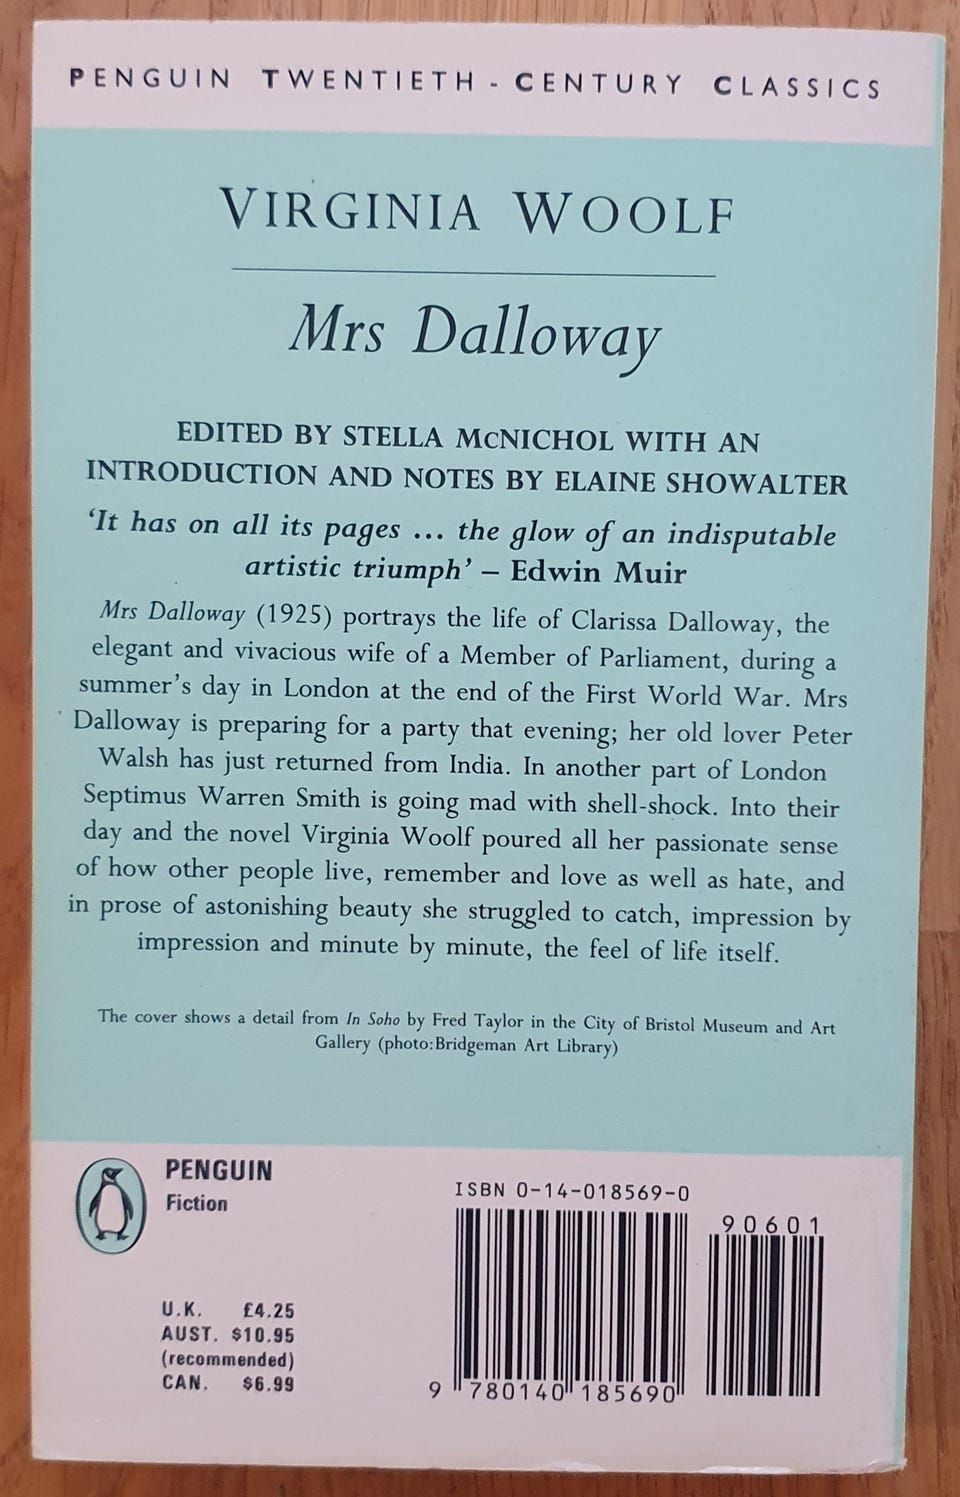 PENGUIN TWENTIETH-CENTURY CLASSICS
VIRGINIA WOOLF
Mrs Dalloway
EDITED BY STELLA McNICHOL WITH AN
INTRODUCTION AND NOTES BY ELAINE SHOWALTER
‘It has on all its pages ... the glow of an indisputable
artistic triumph’ – Edwin Muir
Mrs Dalloway (1925) portrays the life of Clarissa Dalloway, the
elegant and vivacious wife of a Member of Parliament, during a
summer’s day in London at the end of the First World War. Mrs
Dalloway is preparing for a party that evening; her old lover Peter
Walsh has just returned from India. In another part of London
Septimus Warren Smith is going mad with shell-shock. Into their
day and the novel Virginia Woolf poured all her passionate sense
of how other people live, remember and love as well as hate, and
in prose of astonishing beauty she struggled to catch, impression by
impression and minute by minute, the feel of life itself.
The cover shows a detail from In Soho by Fred Taylor in the City of Bristol Museum and Art
Gallery (photo:Bridgeman Art Library)
PENGUIN
Fiction
U.K. £4.25
AUST. $10.95
(recommended)
CAN. $6.99
ISBN 0-14-018569-0
90601
9 780140 185690